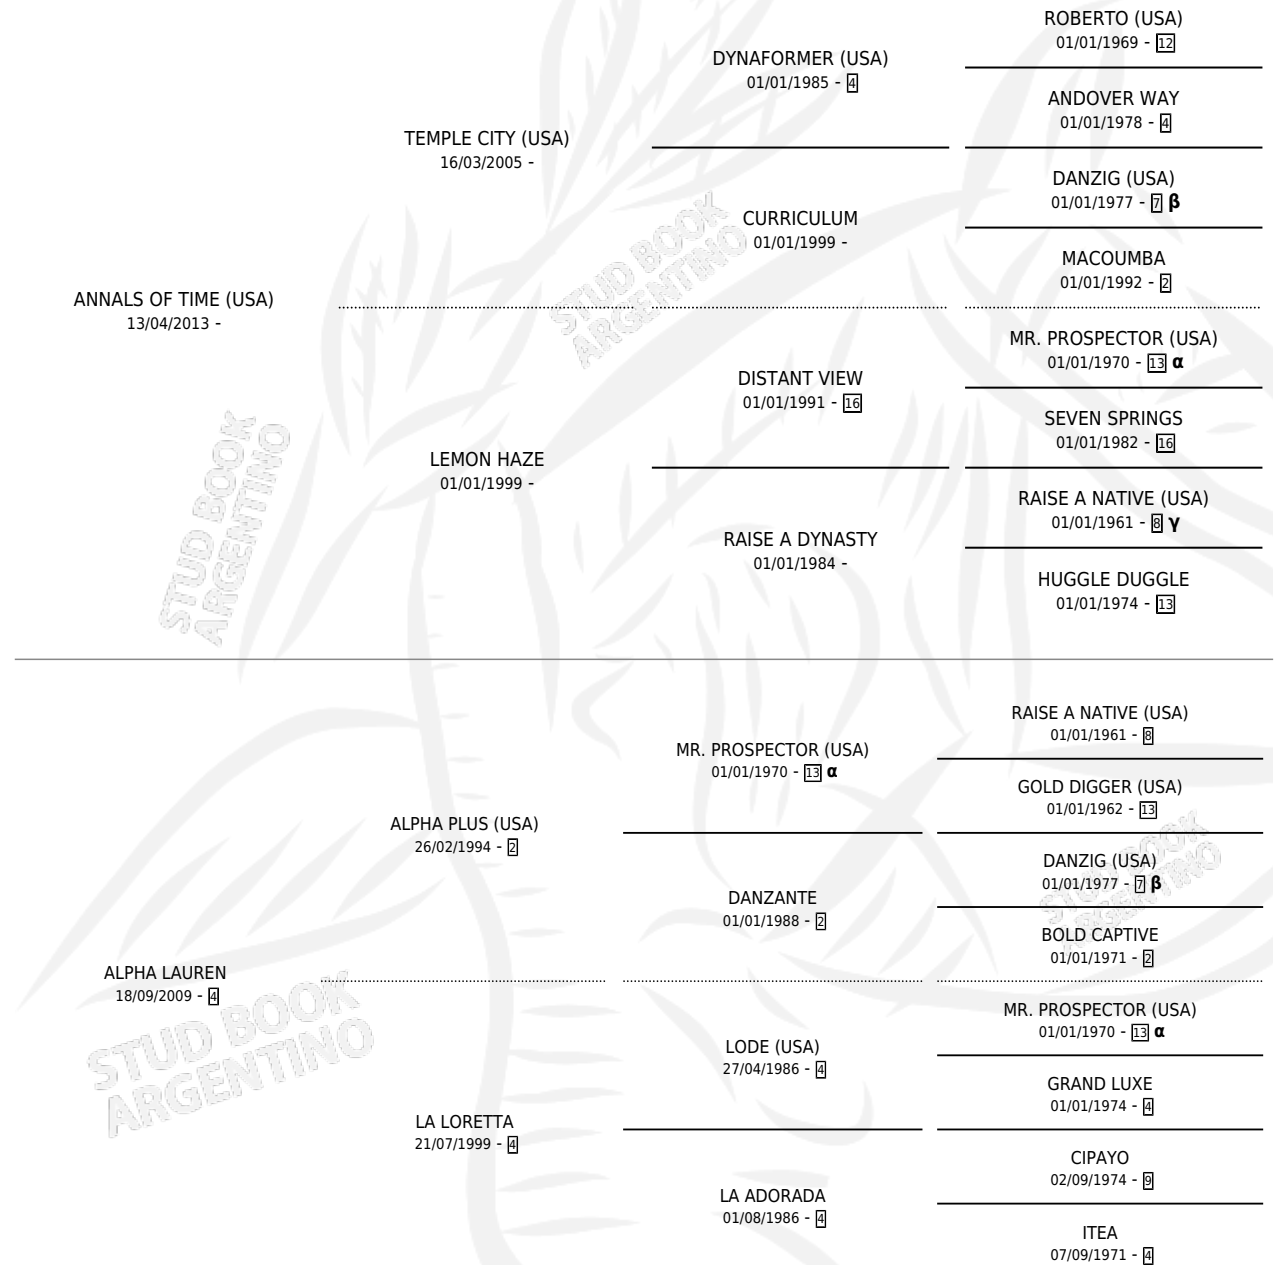 ROBERTO (USA)
01/01/1969 - 12
DYNAFORMER (USA)
01/01/1985 - 4
ANDOVER WAY
01/01/1978 - 4
TEMPLE CITY (USA)
16/03/2005 -
DANZIG (USA)
01/01/1977 - 7 β
CURRICULUM
01/01/1999 -
MACOUMBA
01/01/1992 - 2
ANNALS OF TIME (USA)
13/04/2013 -
MR. PROSPECTOR (USA)
01/01/1970 - 13 α
DISTANT VIEW
01/01/1991 - 16
SEVEN SPRINGS
01/01/1982 - 16
LEMON HAZE
01/01/1999 -
RAISE A NATIVE (USA)
01/01/1961 - 8 γ
RAISE A DYNASTY
01/01/1984 -
HUGGLE DUGGLE
01/01/1974 - 13
RAISE A NATIVE (USA)
01/01/1961 - 8
MR. PROSPECTOR (USA)
01/01/1970 - 13 α
GOLD DIGGER (USA)
01/01/1962 - 13
ALPHA PLUS (USA)
26/02/1994 - 2
DANZIG (USA)
01/01/1977 - 7 β
DANZANTE
01/01/1988 - 2
BOLD CAPTIVE
01/01/1971 - 2
ALPHA LAUREN
18/09/2009 - 4
MR. PROSPECTOR (USA)
01/01/1970 - 13 α
LODE (USA)
27/04/1986 - 4
GRAND LUXE
01/01/1974 - 4
LA LORETTA
21/07/1999 - 4
CIPAYO
02/09/1974 - 9
LA ADORADA
01/08/1986 - 4
ITEA
07/09/1971 - 4
STUD BOOK
ARGENTINO
STUD BOOK
ARGENTINO
STUD BOOK
ARGENTINO
STUD BOOK
ARGENTINO